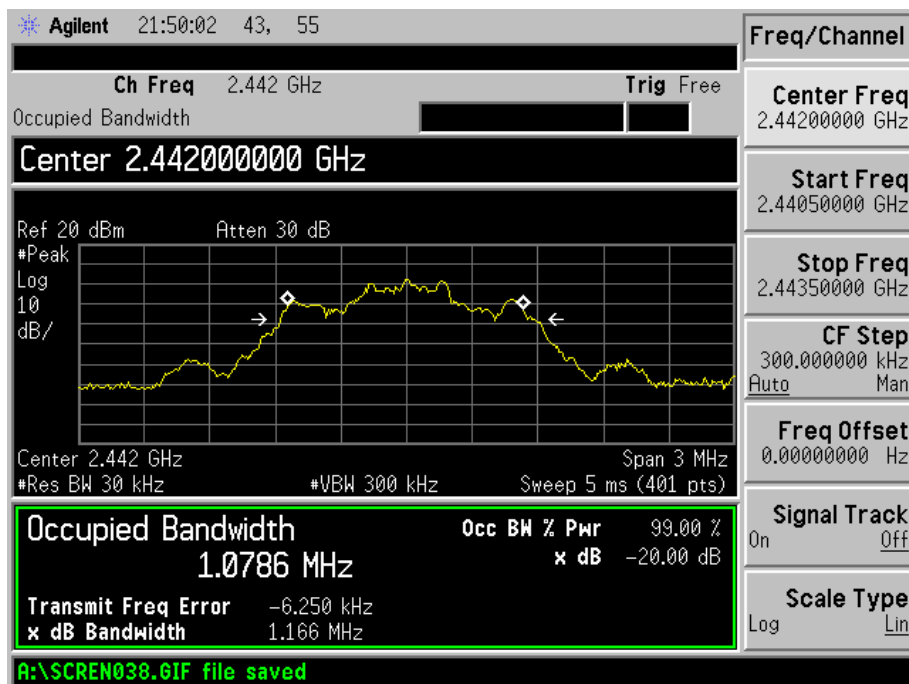 Agilent 21:50:02 43, 55
Ch Freq 2.442 GHz Trig Free
Occupied Bandwidth
Center 2.442000000 GHz
Ref 20 dBm Atten 30 dB
#Peak
Log
10
dB/
Center 2.442 GHz Span 3 MHz
#Res BW 30 kHz #VBW 300 kHz Sweep 5 ms (401 pts)
Occupied Bandwidth Occ BW % Pwr 99.00 %
1.0786 MHz x dB -20.00 dB
Transmit Freq Error -6.250 kHz
x dB Bandwidth 1.166 MHz
A:\SCREN038.GIF file saved
Freq/Channel
Center Freq
2.44200000 GHz
Start Freq
2.44050000 GHz
Stop Freq
2.44350000 GHz
CF Step
300.000000 kHz
Auto Man
Freq Offset
0.00000000 Hz
Signal Track
On Off
Scale Type
Log Lin